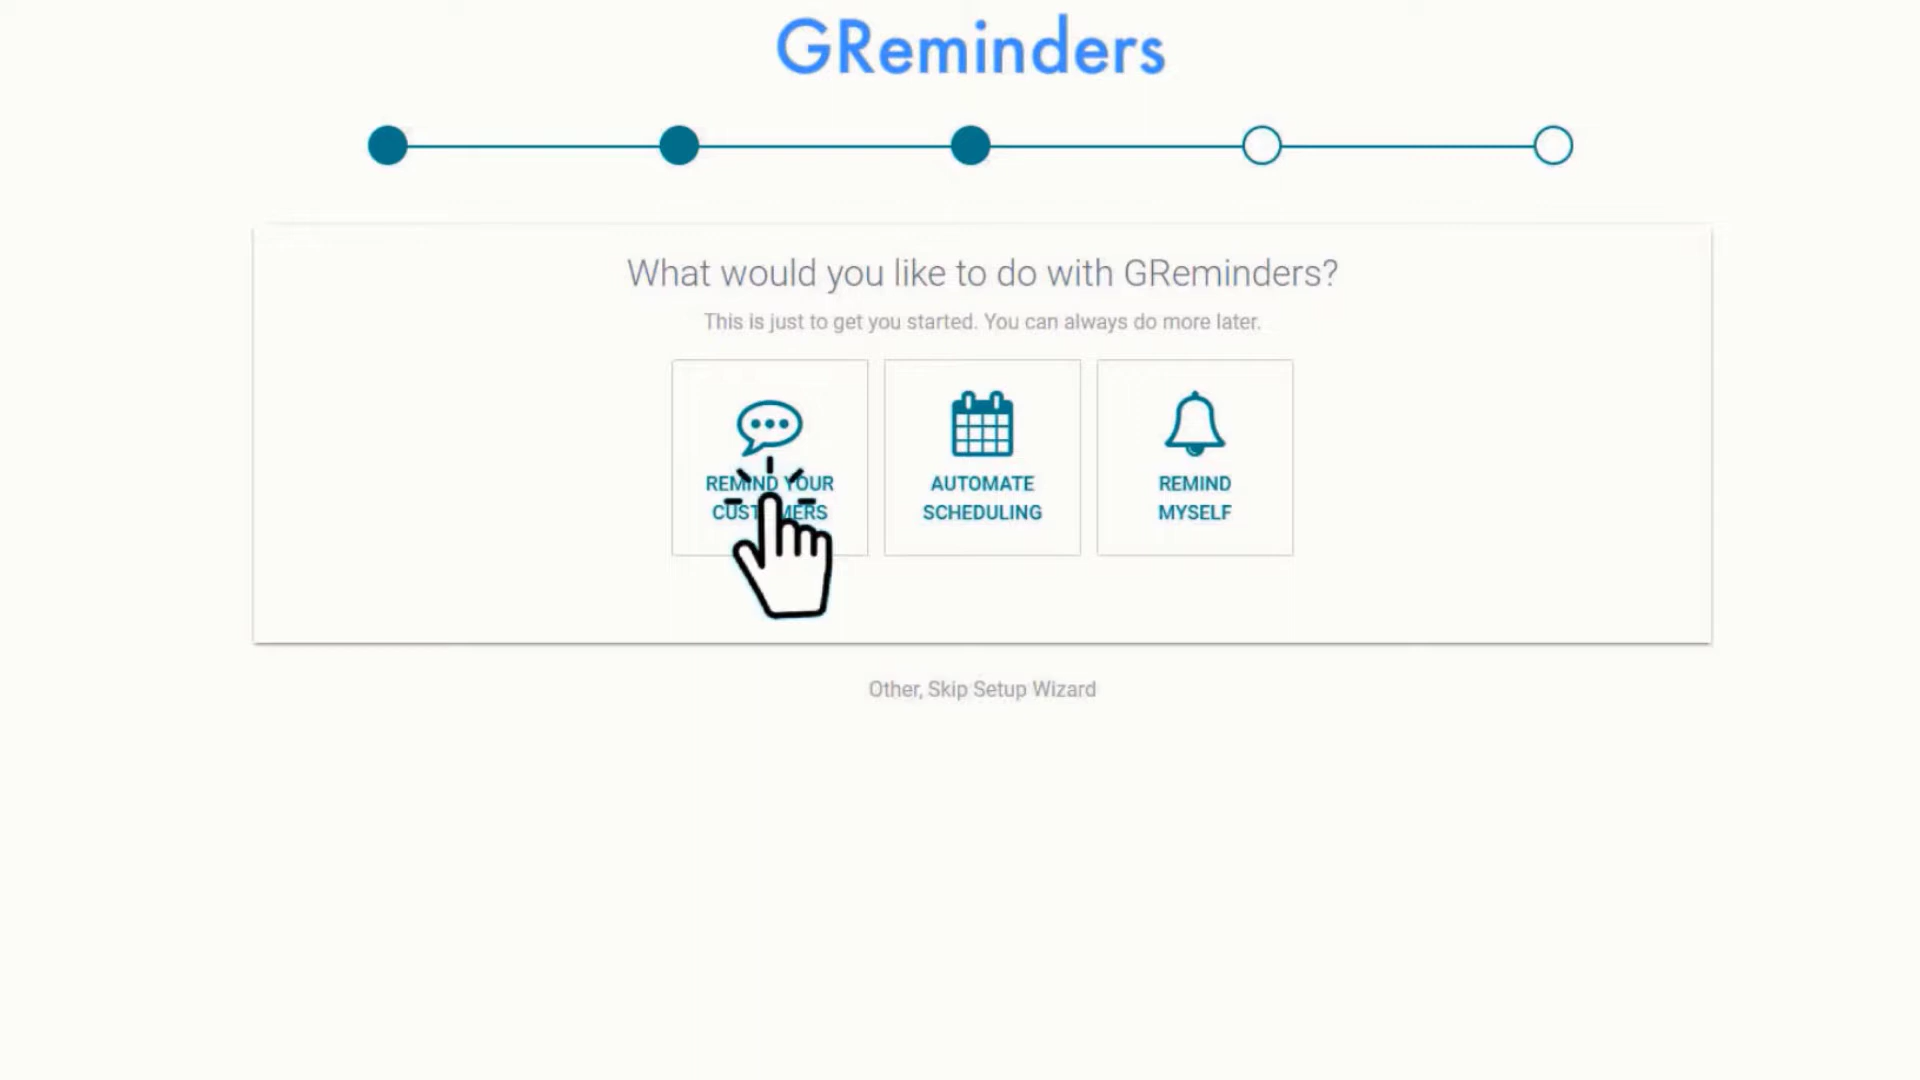 GReminders
What would you like to do with GReminders?
This is just to get you started. You can always do more later.
REMIND YOUR
CUSTOMERS
AUTOMATE
SCHEDULING
REMIND
MYSELF
Other, Skip Setup Wizard